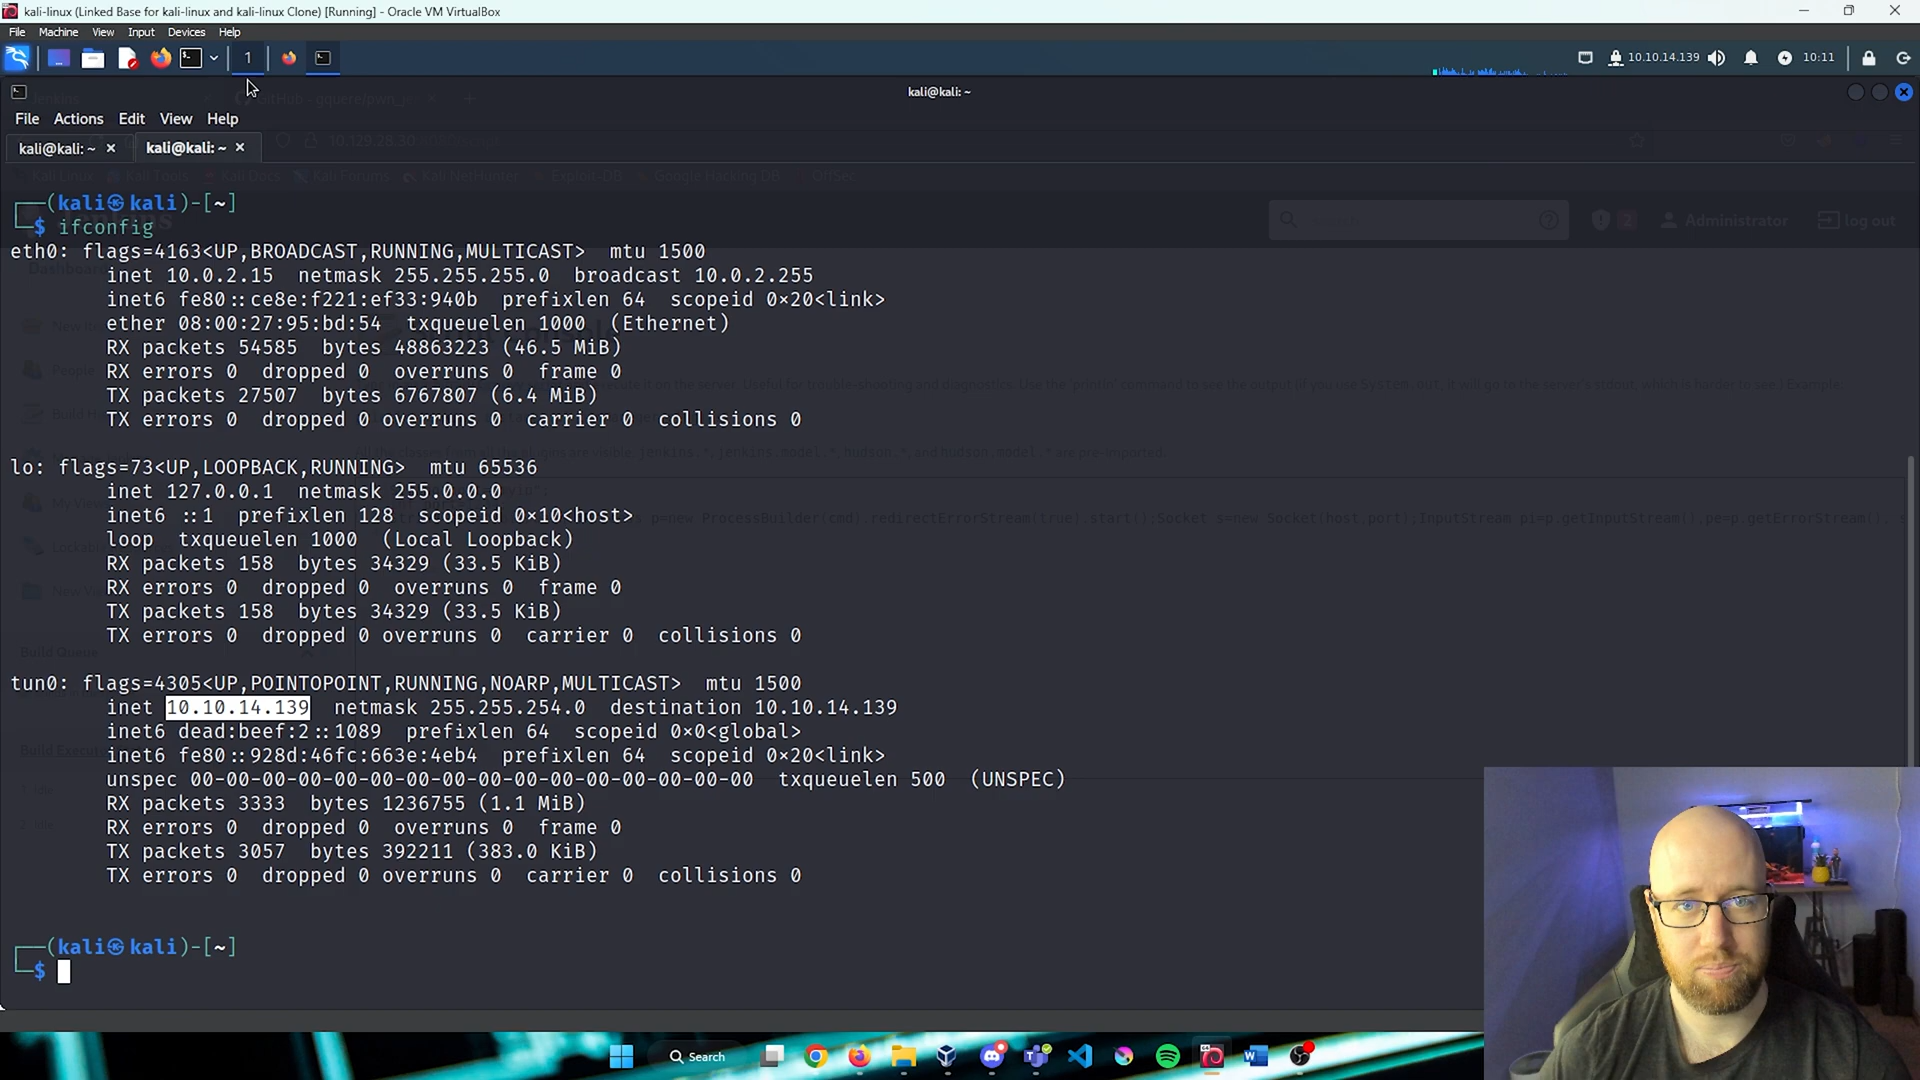 kali-linux (Linked Base for kali-linux and kali-linux Clone) [Running] - Oracle VM VirtualBox
File Machine View Input Devices Help
1
10.10.14.139
10:11
kali@kali: ~
File Actions Edit View Help
kali@kali: ~ × kali@kali: ~ ×
┌──(kali㉿kali)-[~]
└─$ ifconfig
Administrator
log out
eth0: flags=4163<UP,BROADCAST,RUNNING,MULTICAST>  mtu 1500
inet 10.0.2.15  netmask 255.255.255.0  broadcast 10.0.2.255
inet6 fe80::ce8e:f221:ef33:940b  prefixlen 64  scopeid 0×20<link>
ether 08:00:27:95:bd:54  txqueuelen 1000  (Ethernet)
RX packets 54585  bytes 48863223 (46.5 MiB)
RX errors 0  dropped 0  overruns 0  frame 0
TX packets 27507  bytes 6767807 (6.4 MiB)
TX errors 0  dropped 0 overruns 0  carrier 0  collisions 0
lo: flags=73<UP,LOOPBACK,RUNNING>  mtu 65536
inet 127.0.0.1  netmask 255.0.0.0
inet6 ::1  prefixlen 128  scopeid 0×10<host>
loop  txqueuelen 1000  (Local Loopback)
RX packets 158  bytes 34329 (33.5 KiB)
RX errors 0  dropped 0  overruns 0  frame 0
TX packets 158  bytes 34329 (33.5 KiB)
TX errors 0  dropped 0 overruns 0  carrier 0  collisions 0
tun0: flags=4305<UP,POINTOPOINT,RUNNING,NOARP,MULTICAST>  mtu 1500
inet 10.10.14.139  netmask 255.255.254.0  destination 10.10.14.139
inet6 dead:beef:2::1089  prefixlen 64  scopeid 0×0<global>
inet6 fe80::928d:46fc:663e:4eb4  prefixlen 64  scopeid 0×20<link>
unspec 00-00-00-00-00-00-00-00-00-00-00-00-00-00-00-00  txqueuelen 500  (UNSPEC)
RX packets 3333  bytes 1236755 (1.1 MiB)
RX errors 0  dropped 0  overruns 0  frame 0
TX packets 3057  bytes 392211 (383.0 KiB)
TX errors 0  dropped 0 overruns 0  carrier 0  collisions 0
┌──(kali㉿kali)-[~]
└─$
Search